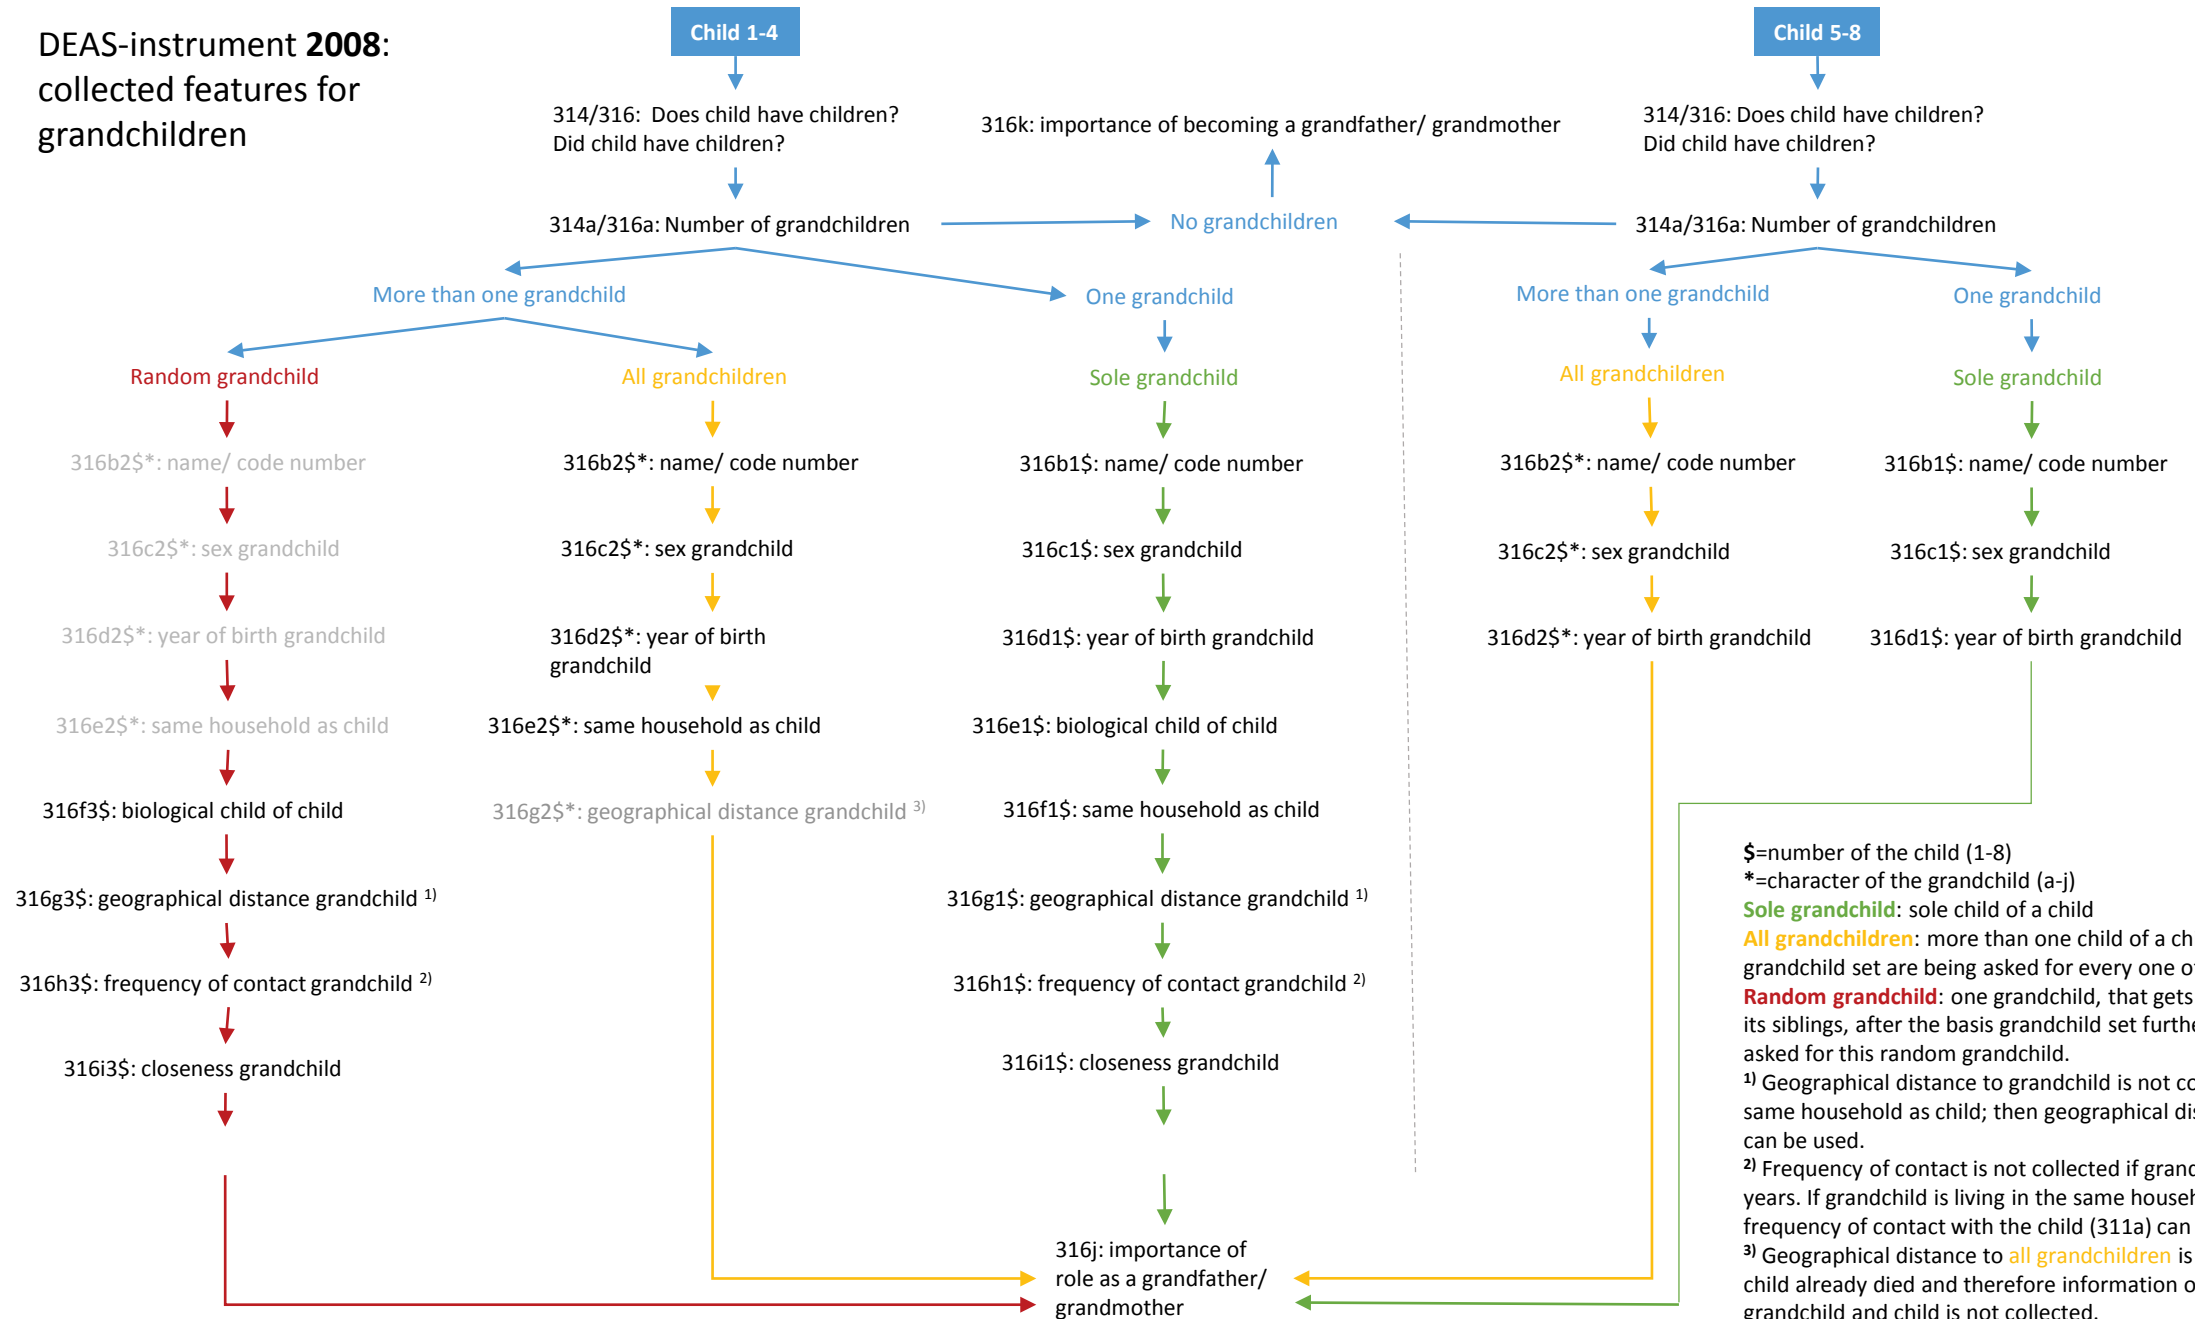 DEAS-instrument 2008:
collected features for
grandchildren
Child 1-4
Child 5-8
314/316:  Does child have children?
Did child have children?
316k: importance of becoming a grandfather/ grandmother
314/316: Does child have children?
Did child have children?
314a/316a: Number of grandchildren
No grandchildren
314a/316a: Number of grandchildren
More than one grandchild
One grandchild
More than one grandchild
One grandchild
Random grandchild
All grandchildren
Sole grandchild
All grandchildren
Sole grandchild
316b2$*: name/ code number
316b2$*: name/ code number
316b1$: name/ code number
316b2$*: name/ code number
316b1$: name/ code number
316c2$*: sex grandchild
316c2$*: sex grandchild
316c1$: sex grandchild
316c2$*: sex grandchild
316c1$: sex grandchild
316d2$*: year of birth grandchild
316d2$*: year of birth
grandchild
316d1$: year of birth grandchild
316d2$*: year of birth grandchild
316d1$: year of birth grandchild
316e2$*: same household as child
316e2$*: same household as child
316e1$: biological child of child
316f3$: biological child of child
316g2$*: geographical distance grandchild 3)
316f1$: same household as child
316g3$: geographical distance grandchild 1)
316g1$: geographical distance grandchild 1)
316h3$: frequency of contact grandchild 2)
316h1$: frequency of contact grandchild 2)
316i3$: closeness grandchild
316i1$: closeness grandchild
316j: importance of
role as a grandfather/
grandmother
$=number of the child (1-8)
*=character of the grandchild (a-j)
Sole grandchild: sole child of a child
All grandchildren: more than one child of a
grandchild set are being asked for every one
Random grandchild: one grandchild, that gets
its siblings, after the basis grandchild set
asked for this random grandchild.
1) Geographical distance to grandchild is not
same household as child; then geographical
can be used.
2) Frequency of contact is not collected if
years. If grandchild is living in the same
frequency of contact with the child (311a) can
3) Geographical distance to all grandchildren is
child already died and therefore information
grandchild and child is not collected.